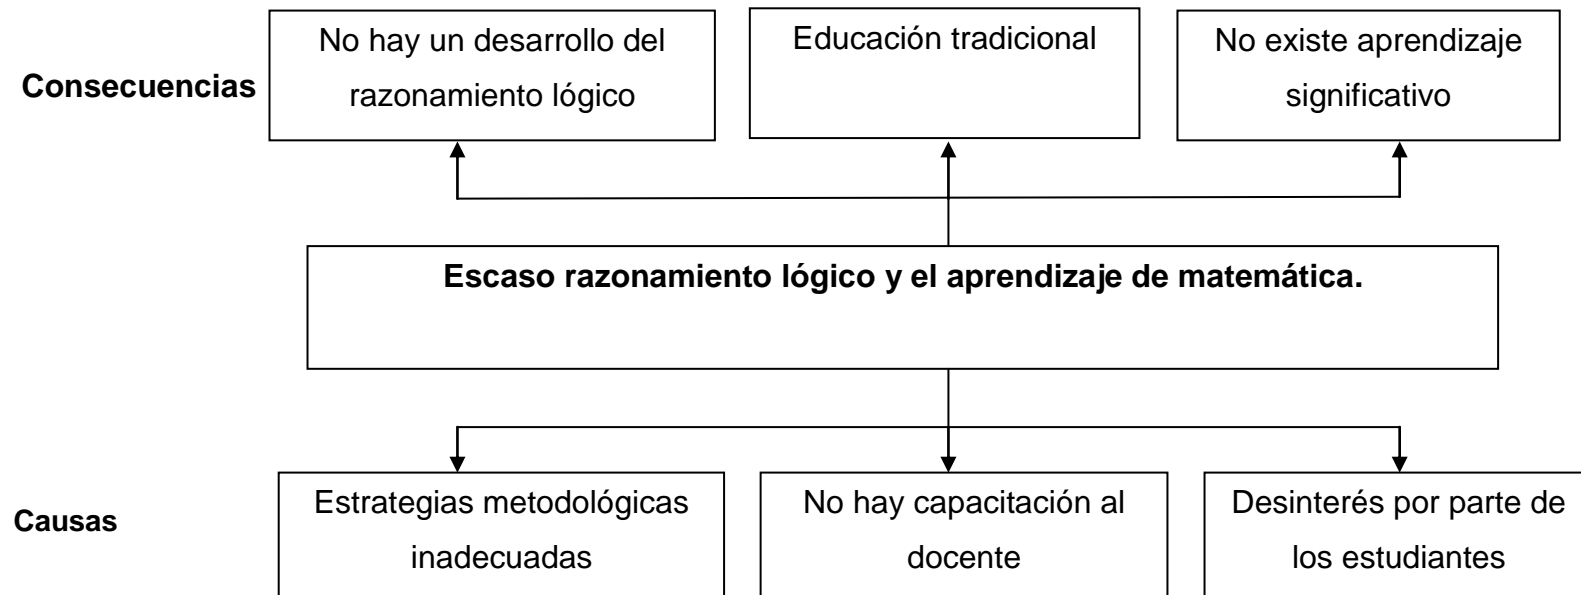 Consecuencias
No hay un desarrollo del
razonamiento lógico
Educación tradicional
No existe aprendizaje
significativo
Escaso razonamiento lógico y el aprendizaje de matemática.
Causas
Estrategias metodológicas
inadecuadas
No hay capacitación al
docente
Desinterés por parte de
los estudiantes